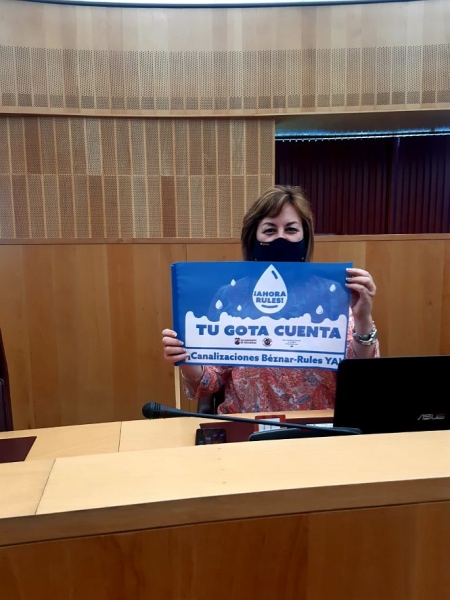 ¡AHORA
RULES!
TU GOTA CUENTA
¡Canalizaciones Béznar-Rules YA!
ASUS